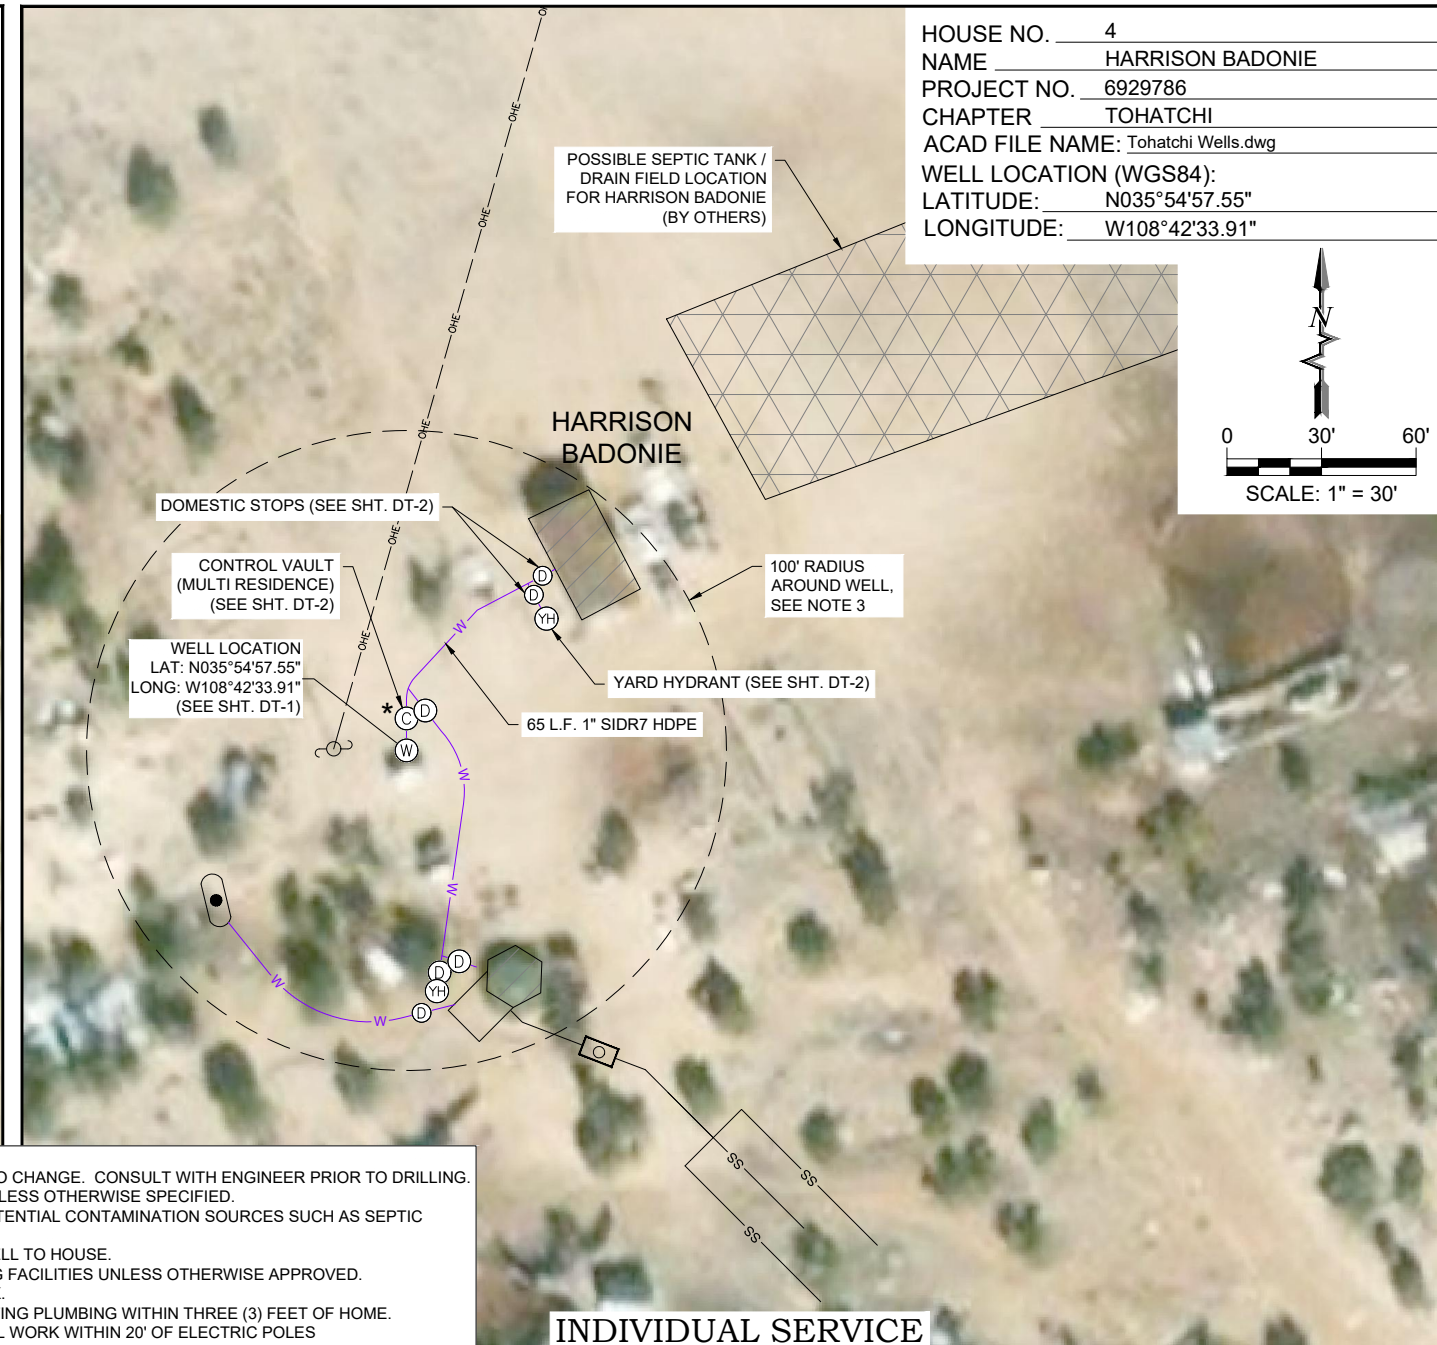 HOUSE NO. 4
NAME HARRISON BADONIE
PROJECT NO. 6929786
CHAPTER TOHATCHI
ACAD FILE NAME: Tohatchi Wells.dwg
WELL LOCATION (WGS84):
LATITUDE: N035°54'57.55"
LONGITUDE: W108°42'33.91"
N
0 30' 60'
SCALE: 1" = 30'
OHE
OHE
OHE
OHE
OHE
OHE
OHE
POSSIBLE SEPTIC TANK /
DRAIN FIELD LOCATION
FOR HARRISON BADONIE
(BY OTHERS)
HARRISON
BADONIE
DOMESTIC STOPS (SEE SHT. DT-2)
CONTROL VAULT
(MULTI RESIDENCE)
(SEE SHT. DT-2)
100' RADIUS
AROUND WELL,
SEE NOTE 3
D
D
YH
W
WELL LOCATION
LAT: N035°54'57.55"
LONG: W108°42'33.91"
(SEE SHT. DT-1)
YARD HYDRANT (SEE SHT. DT-2)
65 L.F. 1" SIDR7 HDPE
* C D
W
W
W
D D
YH
D
W
W
SS
SS
SS
O CHANGE. CONSULT WITH ENGINEER PRIOR TO DRILLING.
LESS OTHERWISE SPECIFIED.
TENTIAL CONTAMINATION SOURCES SUCH AS SEPTIC
LL TO HOUSE.
G FACILITIES UNLESS OTHERWISE APPROVED.
ING PLUMBING WITHIN THREE (3) FEET OF HOME.
L WORK WITHIN 20' OF ELECTRIC POLES
INDIVIDUAL SERVICE